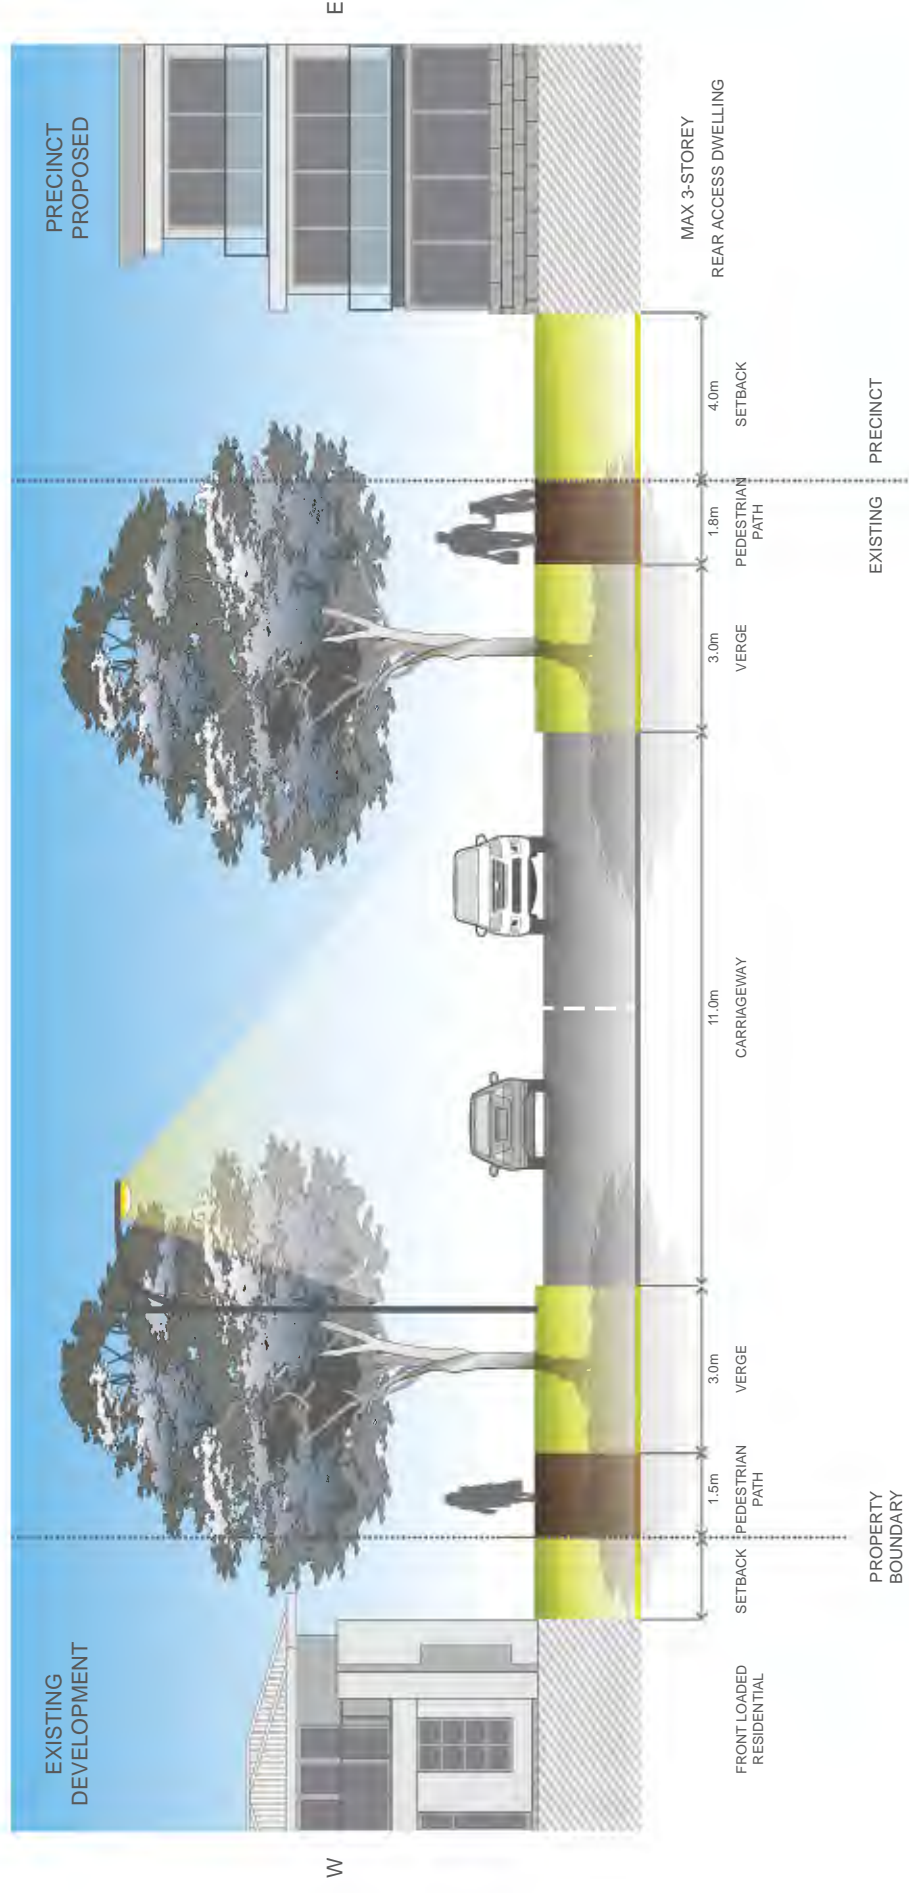 W
E
EXISTING
DEVELOPMENT
PRECINCT
PROPOSED
SETBACK
1.5m
PEDESTRIAN
PATH
3.0m
VERGE
11.0m
CARRIAGEWAY
3.0m
VERGE
1.8m
PEDESTRIAN
PATH
4.0m
SETBACK
FRONT LOADED
RESIDENTIAL
MAX 3-STOREY
REAR ACCESS DWELLING
PROPERTY
BOUNDARY
EXISTING
PRECINCT